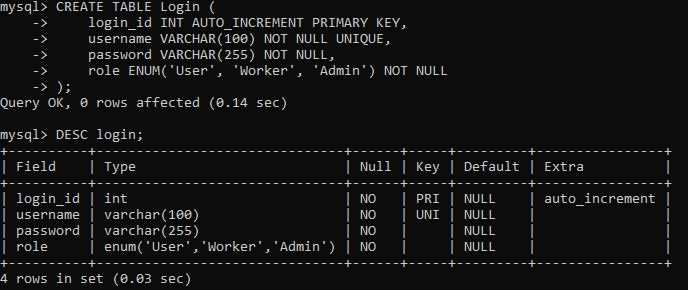 mysql> CREATE TABLE Login (
    ->     login_id INT AUTO_INCREMENT PRIMARY KEY,
    ->     username VARCHAR(100) NOT NULL UNIQUE,
    ->     password VARCHAR(255) NOT NULL,
    ->     role ENUM('User', 'Worker', 'Admin') NOT NULL
    -> );
Query OK, 0 rows affected (0.14 sec)

mysql> DESC login;
+----------+-------------------------------+------+-----+---------+----------------+
| Field    | Type                          | Null | Key | Default | Extra          |
+----------+-------------------------------+------+-----+---------+----------------+
| login_id | int                           | NO   | PRI | NULL    | auto_increment |
| username | varchar(100)                  | NO   | UNI | NULL    |                |
| password | varchar(255)                  | NO   |     | NULL    |                |
| role     | enum('User','Worker','Admin') | NO   |     | NULL    |                |
+----------+-------------------------------+------+-----+---------+----------------+
4 rows in set (0.03 sec)